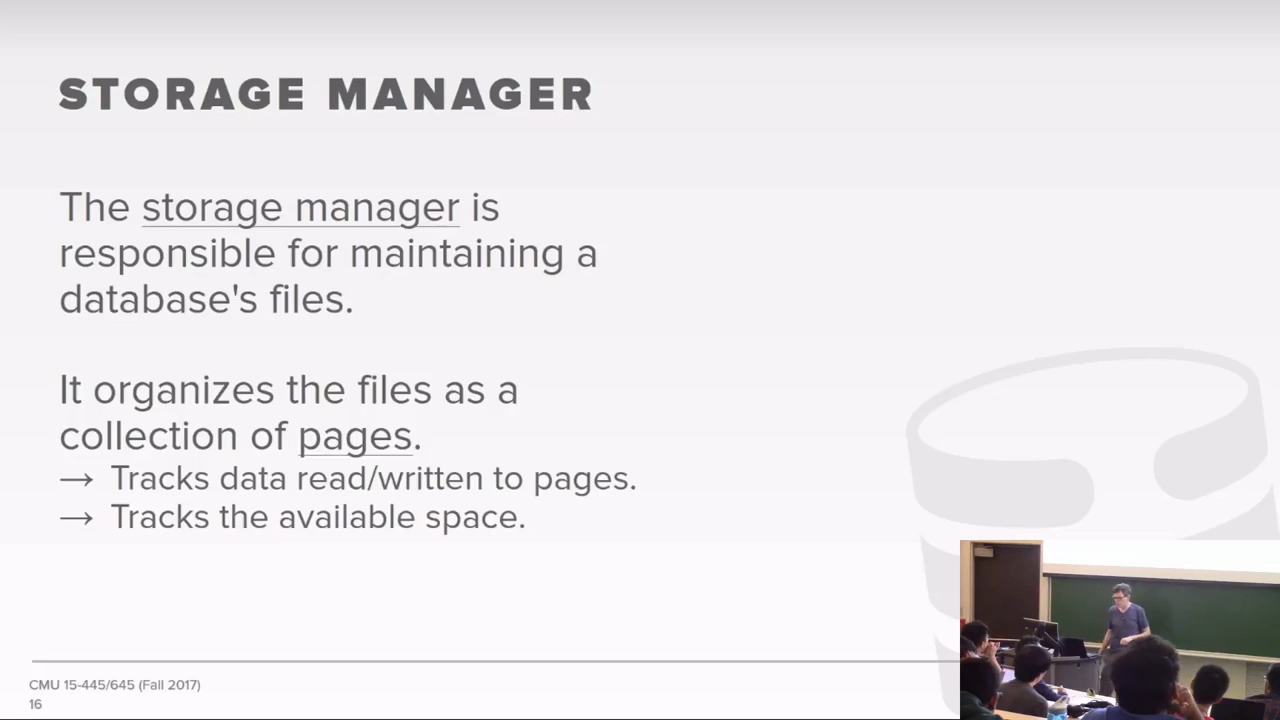 STORAGE MANAGER
The storage manager is
responsible for maintaining a
database's files.
It organizes the files as a
collection of pages.
→ Tracks data read/written to pages.
→ Tracks the available space.
CMU 15-445/645 (Fall 2017)
16